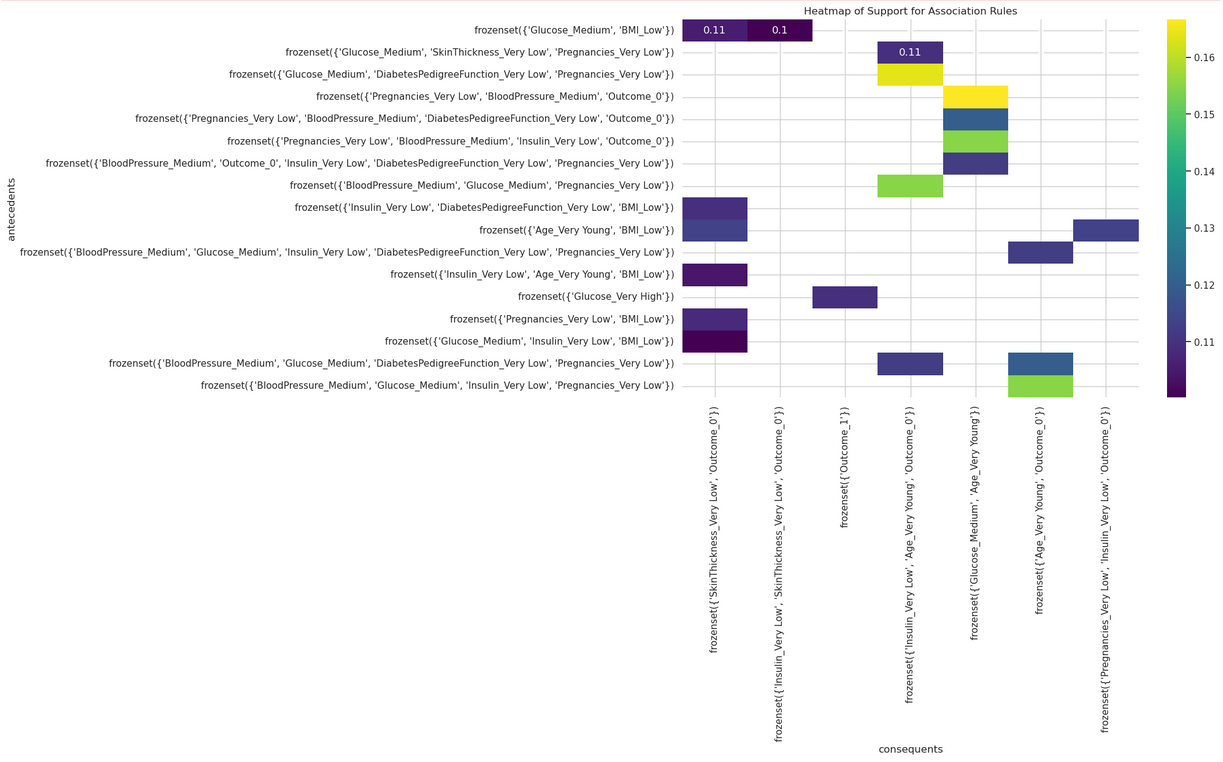 Heatmap of Support for Association Rules
frozenset({'Glucose_Medium', 'BMI_Low'})
0.11
0.1
frozenset({'Glucose_Medium', 'SkinThickness_Very Low', 'Pregnancies_Very Low'})
0.11
frozenset({'Glucose_Medium', 'DiabetesPedigreeFunction_Very Low', 'Pregnancies_Very Low'})
frozenset({'Pregnancies_Very Low', 'BloodPressure_Medium', 'Outcome_0'})
frozenset({'Pregnancies_Very Low', 'BloodPressure_Medium', 'DiabetesPedigreeFunction_Very Low', 'Outcome_0'})
frozenset({'Pregnancies_Very Low', 'BloodPressure_Medium', 'Insulin_Very Low', 'Outcome_0'})
frozenset({'BloodPressure_Medium', 'Outcome_0', 'Insulin_Very Low', 'DiabetesPedigreeFunction_Very Low', 'Pregnancies_Very Low'})
frozenset({'BloodPressure_Medium', 'Glucose_Medium', 'Pregnancies_Very Low'})
frozenset({'Insulin_Very Low', 'DiabetesPedigreeFunction_Very Low', 'BMI_Low'})
frozenset({'Age_Very Young', 'BMI_Low'})
frozenset({'BloodPressure_Medium', 'Glucose_Medium', 'Insulin_Very Low', 'DiabetesPedigreeFunction_Very Low', 'Pregnancies_Very Low'})
frozenset({'Insulin_Very Low', 'Age_Very Young', 'BMI_Low'})
frozenset({'Glucose_Very High'})
frozenset({'Pregnancies_Very Low', 'BMI_Low'})
frozenset({'Glucose_Medium', 'Insulin_Very Low', 'BMI_Low'})
frozenset({'BloodPressure_Medium', 'Glucose_Medium', 'DiabetesPedigreeFunction_Very Low', 'Pregnancies_Very Low'})
frozenset({'BloodPressure_Medium', 'Glucose_Medium', 'Insulin_Very Low', 'Pregnancies_Very Low'})
antecedents
frozenset({'SkinThickness_Very Low', 'Outcome_0'})
frozenset({'Insulin_Very Low', 'SkinThickness_Very Low', 'Outcome_0'})
frozenset({'Outcome_1'})
frozenset({'Insulin_Very Low', 'Age_Very Young', 'Outcome_0'})
frozenset({'Glucose_Medium', 'Age_Very Young'})
frozenset({'Age_Very Young', 'Outcome_0'})
frozenset({'Pregnancies_Very Low', 'Insulin_Very Low', 'Outcome_0'})
consequents
0.16
0.15
0.14
0.13
0.12
0.11